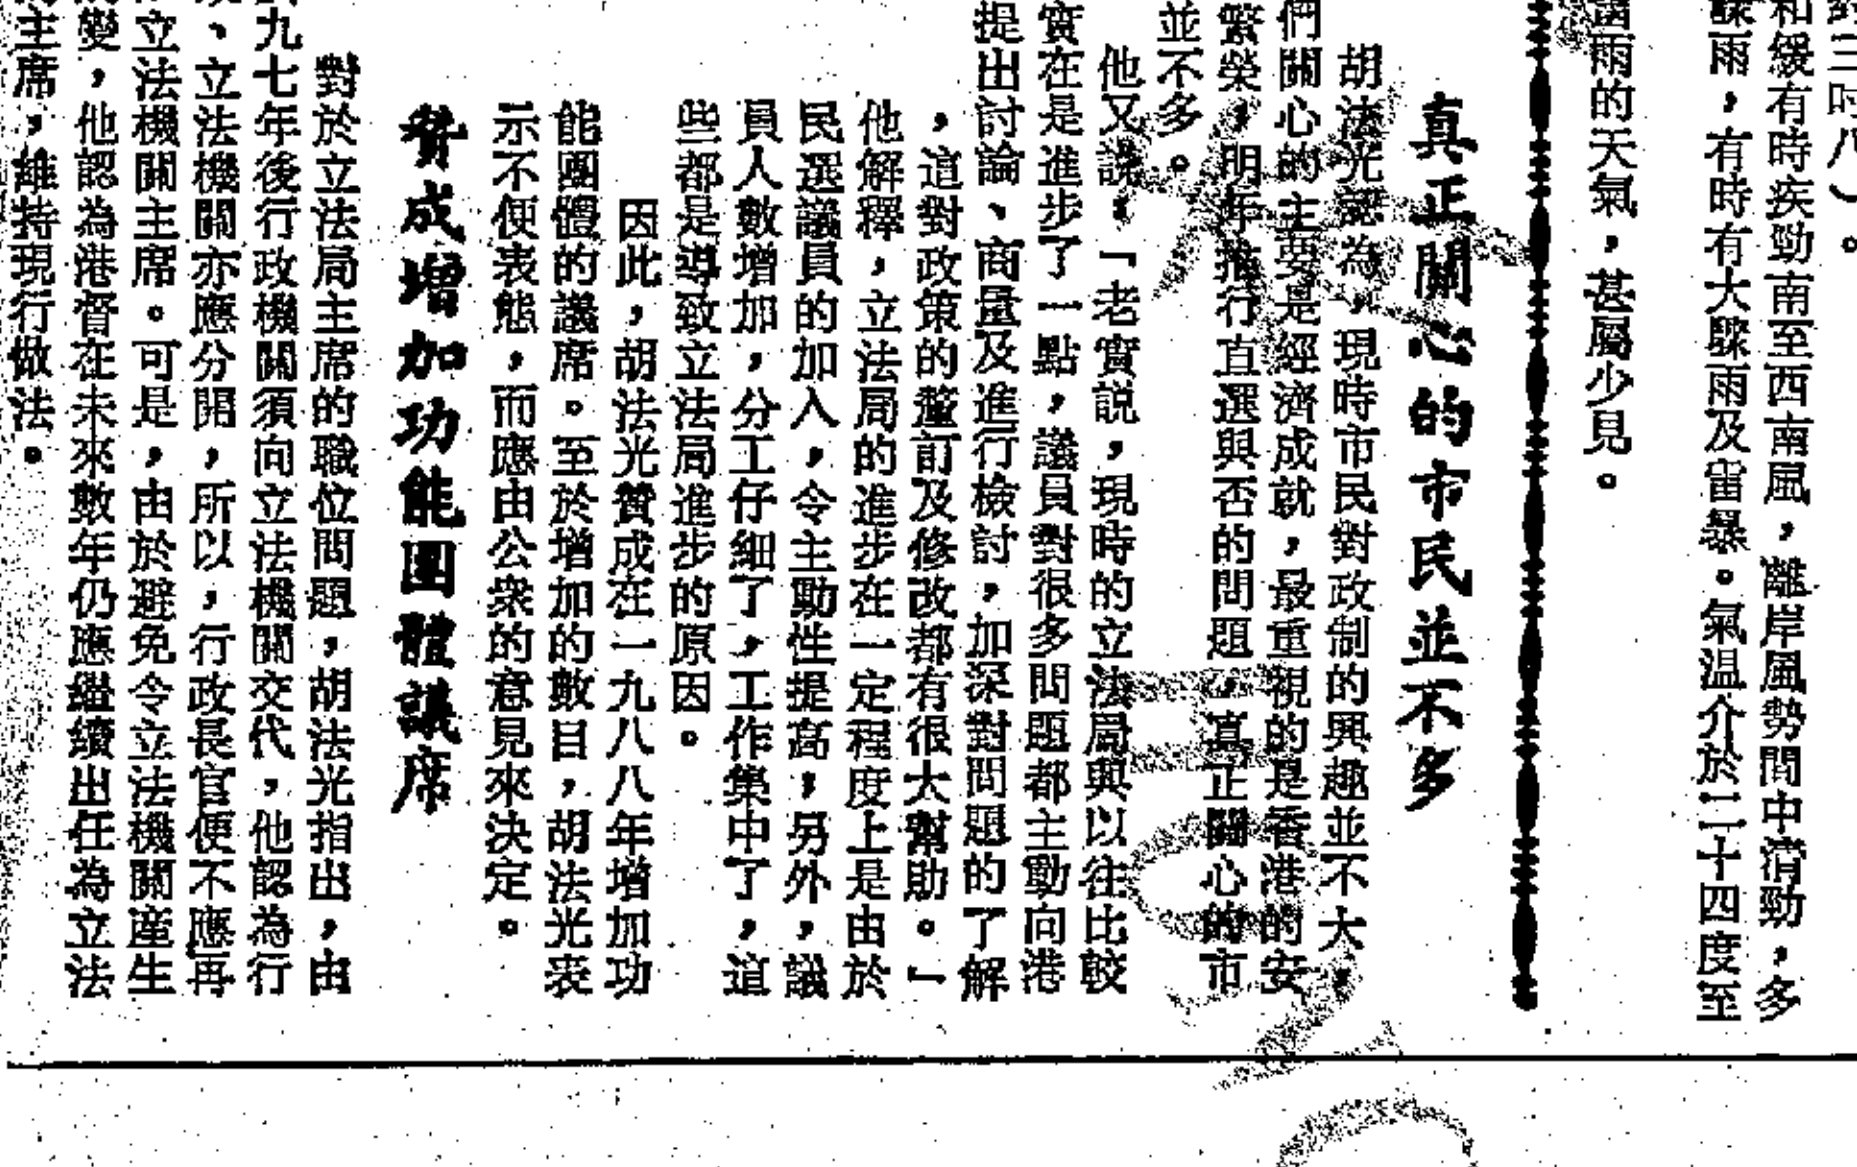 三吋八）。
和緩有時疾勁南至西南風，離岸風勢間中清勁，多
驟雨，有時有大驟雨及雷暴。氣温介於二十四度至
雨的天氣，甚屬少見。
真正關心的市民並不多
胡法光認為，現時市民對政制的興趣並不大，
們關心的主要是經濟成就，最重視的是香港的安
繁榮，明年推行直選與否的問題，真正關心的市
並不多。
他又説：「老實説，現時的立法局與以往比較
實在是進步了一點，議員對很多問題都主動向港
提出討論、商量及進行檢討，加深對問題的了解
，這對政策的釐訂及修改都有很大幫助。」
他解釋，立法局的進步在一定程度上是由於
民選議員的加入，令主動性提高，另外，議
員人數增加，分工仔細了，工作集中了，這
些都是導致立法局進步的原因。
因此，胡法光贊成在一九八八年增加功
能團體的議席。至於增加的數目，胡法光表
示不便表態，而應由公衆的意見來決定。
贊成增加功能團體議席
對於立法局主席的職位問題，胡法光指出，由
九七年後行政機關須向立法機關交代，他認為行
、立法機關亦應分開，所以，行政長官便不應再
立法機關主席。可是，由於避免令立法機關產生
變，他認為港督在未來數年仍應繼續出任為立法
主席，維持現行做法。